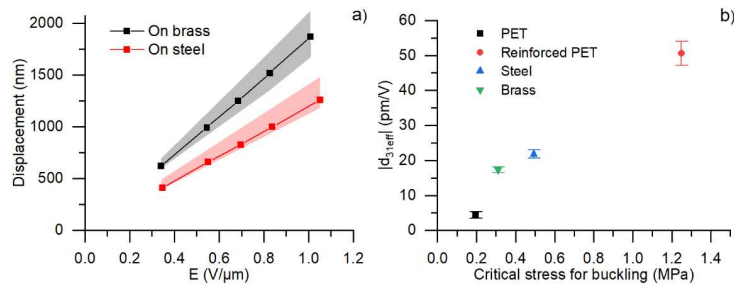 a)
On brass
On steel
2000
1500
1000
500
0
Displacement (nm)
0.0 0.2 0.4 0.6 0.8 1.0 1.2
E (V/μm)
b)
PET
Reinforced PET
Steel
Brass
60
50
40
30
20
10
0
|d31eff| (pm/V)
0.0 0.2 0.4 0.6 0.8 1.0 1.2 1.4
Critical stress for buckling (MPa)